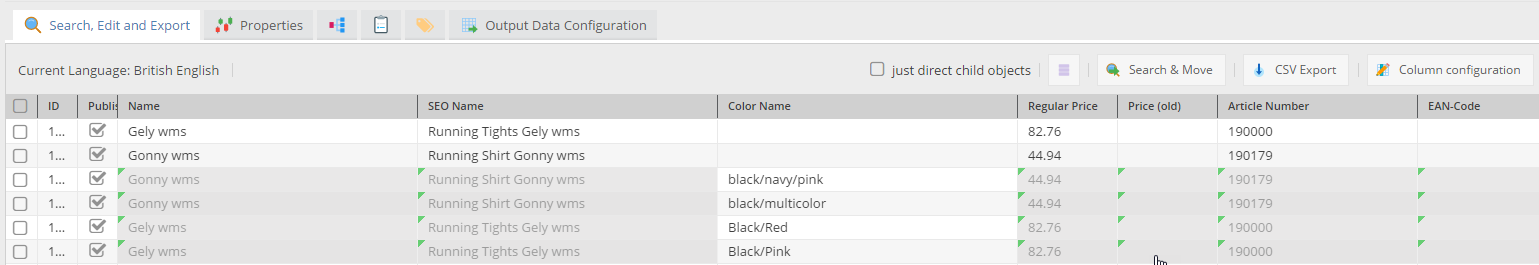 Search, Edit and Export Properties Output Data Configuration
Current Language: British English just direct child objects Search & Move CSV Export Column configuration
ID Publis Name SEO Name Color Name Regular Price Price (old) Article Number EAN-Code
1... Gely wms Running Tights Gely wms 82.76 190000
1... Gonny wms Running Shirt Gonny wms 44.94 190179
1... Gonny wms Running Shirt Gonny wms black/navy/pink 44.94 190179
1... Gonny wms Running Shirt Gonny wms black/multicolor 44.94 190179
1... Gely wms Running Tights Gely wms Black/Red 82.76 190000
1... Gely wms Running Tights Gely wms Black/Pink 82.76 190000